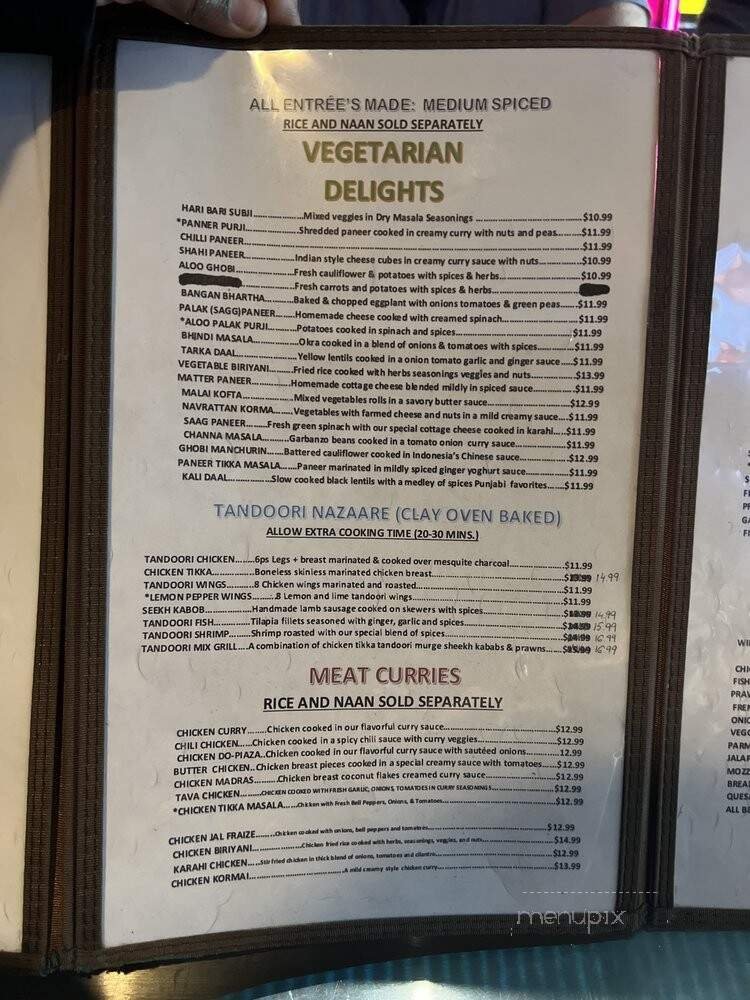 ALL ENTRÉE'S MADE: MEDIUM SPICED
RICE AND NAAN SOLD SEPARATELY
VEGETARIAN
DELIGHTS
HARI BARI SUBJI....................Mixed veggies in Dry Masala Seasonings ........................................$10.99
*PANNER PURJI......................Shredded paneer cooked in creamy curry with nuts and peas.........$11.99
CHILLI PANEER........................................................................................................$11.99
SHAHI PANEER....................Indian style cheese cubes in creamy curry sauce with nuts................$10.99
ALOO GHOBI......................Fresh cauliflower & potatoes with spices & herbs...............................$10.99
......................Fresh carrots and potatoes with spices & herbs...............................
BANGAN BHARTHA.........Baked & chopped eggplant with onions tomatoes & green peas......$11.99
PALAK (SAGG)PANEER.......Homemade cheese cooked with creamed spinach..........................$11.99
*ALOO PALAK PURJI...........Potatoes cooked in spinach and spices...........................................$11.99
BHINDI MASALA..................Okra cooked in a blend of onions & tomatoes with spices................$11.99
TARKA DAAL........................Yellow lentils cooked in a onion tomato garlic and ginger sauce.....$11.99
VEGETABLE BIRIYANI.........Fried rice cooked with herbs seasonings veggies and nuts................$13.99
MATTER PANEER...............Homemade cottage cheese blended mildly in spiced sauce...............$11.99
MALAI KOFTA....................Mixed vegetables rolls in a savory butter sauce...............................$12.99
NAVRATTAN KORMA........Vegetables with farmed cheese and nuts in a mild creamy sauce....$11.99
SAAG PANEER.......Fresh green spinach with our special cottage cheese cooked in karahi....$11.99
CHANNA MASALA..........Garbanzo beans cooked in a tomato onion curry sauce....................$11.99
GHOBI MANCHURIN.......Battered cauliflower cooked in Indonesia's Chinese sauce..................$12.99
PANEER TIKKA MASALA....Paneer marinated in mildly spiced ginger yoghurt sauce................$11.99
KALI DAAL.................Slow cooked black lentils with a medley of spices Punjabi favorites......$11.99
TANDOORI NAZAARE (CLAY OVEN BAKED)
ALLOW EXTRA COOKING TIME (20-30 MINS.)
TANDOORI CHICKEN.......6ps Legs + breast marinated & cooked over mesquite charcoal....................$11.99
CHICKEN TIKKA...............Boneless skinless marinated chicken breast.......................................$ 14.99
TANDOORI WINGS..........8 Chicken wings marinated and roasted..............................................$11.99
*LEMON PEPPER WINGS........8 Lemon and lime tandoori wings................................................$11.99
SEEKH KABOB.................Handmade lamb sausage cooked on skewers with spices.......................$ 14.99
TANDOORI FISH.............Tilapia fillets seasoned with ginger, garlic and spices..............................$ 15.99
TANDOORI SHRIMP........Shrimp roasted with our special blend of spices....................................$ 16.99
TANDOORI MIX GRILL....A combination of chicken tikka tandoori murge sheekh kababs & prawns.....$ 16.99
MEAT CURRIES
RICE AND NAAN SOLD SEPARATELY
CHICKEN CURRY........Chicken cooked in our flavorful curry sauce.......................................$12.99
CHILI CHICKEN.....Chicken cooked in a spicy chili sauce with curry veggies............................$12.99
CHICKEN DO-PIAZA..Chicken cooked in our flavorful curry sauce with sautéed onions............12.99
BUTTER CHICKEN..Chicken breast pieces cooked in a special creamy sauce with tomatoes.....$12.99
CHICKEN MADRAS.........Chicken breast coconut flakes creamed curry sauce........................$12.99
TAVA CHICKEN.........CHICKEN COOKED WITH FRESH GARLIC, ONIONS, TOMATOES IN CURRY SEASONINGS.....................$12.99
*CHICKEN TIKKA MASALA.....Chicken with Fresh Bell Peppers, Onions, & Tomatoes.....................................$12.99
CHICKEN JAL FRAIZE........Chicken cooked with onions, bell peppers and tomatoes.......................................$12.99
CHICKEN BIRIYANI..................Chicken fried rice cooked with herbs, seasonings, veggies, and nuts......................$14.99
KARAHI CHICKEN....Stir fried chicken in thick blend of onions, tomatoes and cilantro...............................$12.99
CHICKEN KORMAI..............................A mild creamy style chicken curry.....................................$13.99
menupix